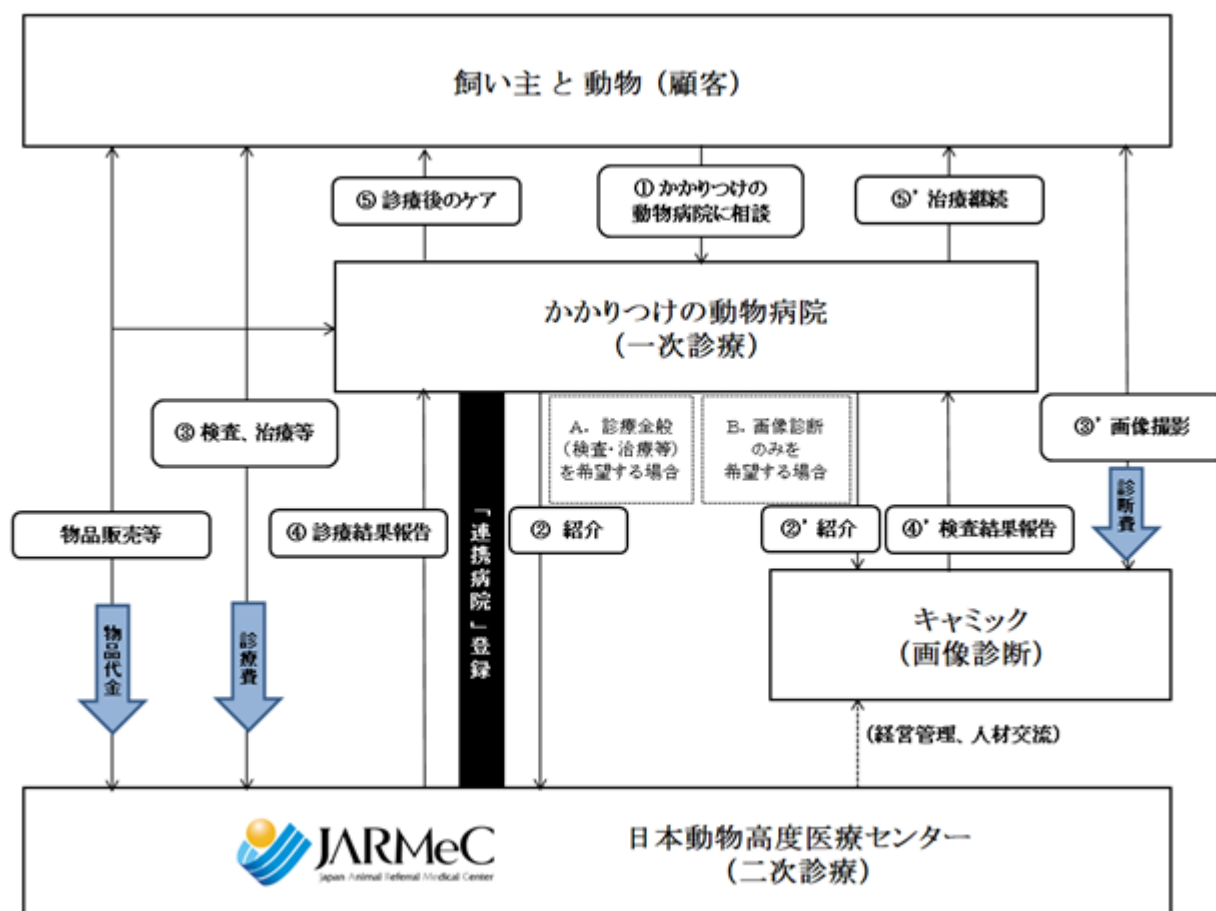 飼い主 と 動物 (顧客)
⑤ 診療後のケア
① かかりつけの
動物病院に相談
⑤’ 治療継続
かかりつけの動物病院
(一次診療)
③ 検査、治療等
A. 診療全般
(検査・治療等)
を希望する場合
B. 画像診断
のみを
希望する場合
③’ 画像撮影
診断費
物品販売等
④ 診療結果報告
「連携病院」登録
② 紹介
②’ 紹介
④’ 検査結果報告
物品代金
診療費
キャミック
(画像診断)
(経営管理、人材交流)
JARMeC
Japan Animal Referral Medical Center
日本動物高度医療センター
(二次診療)